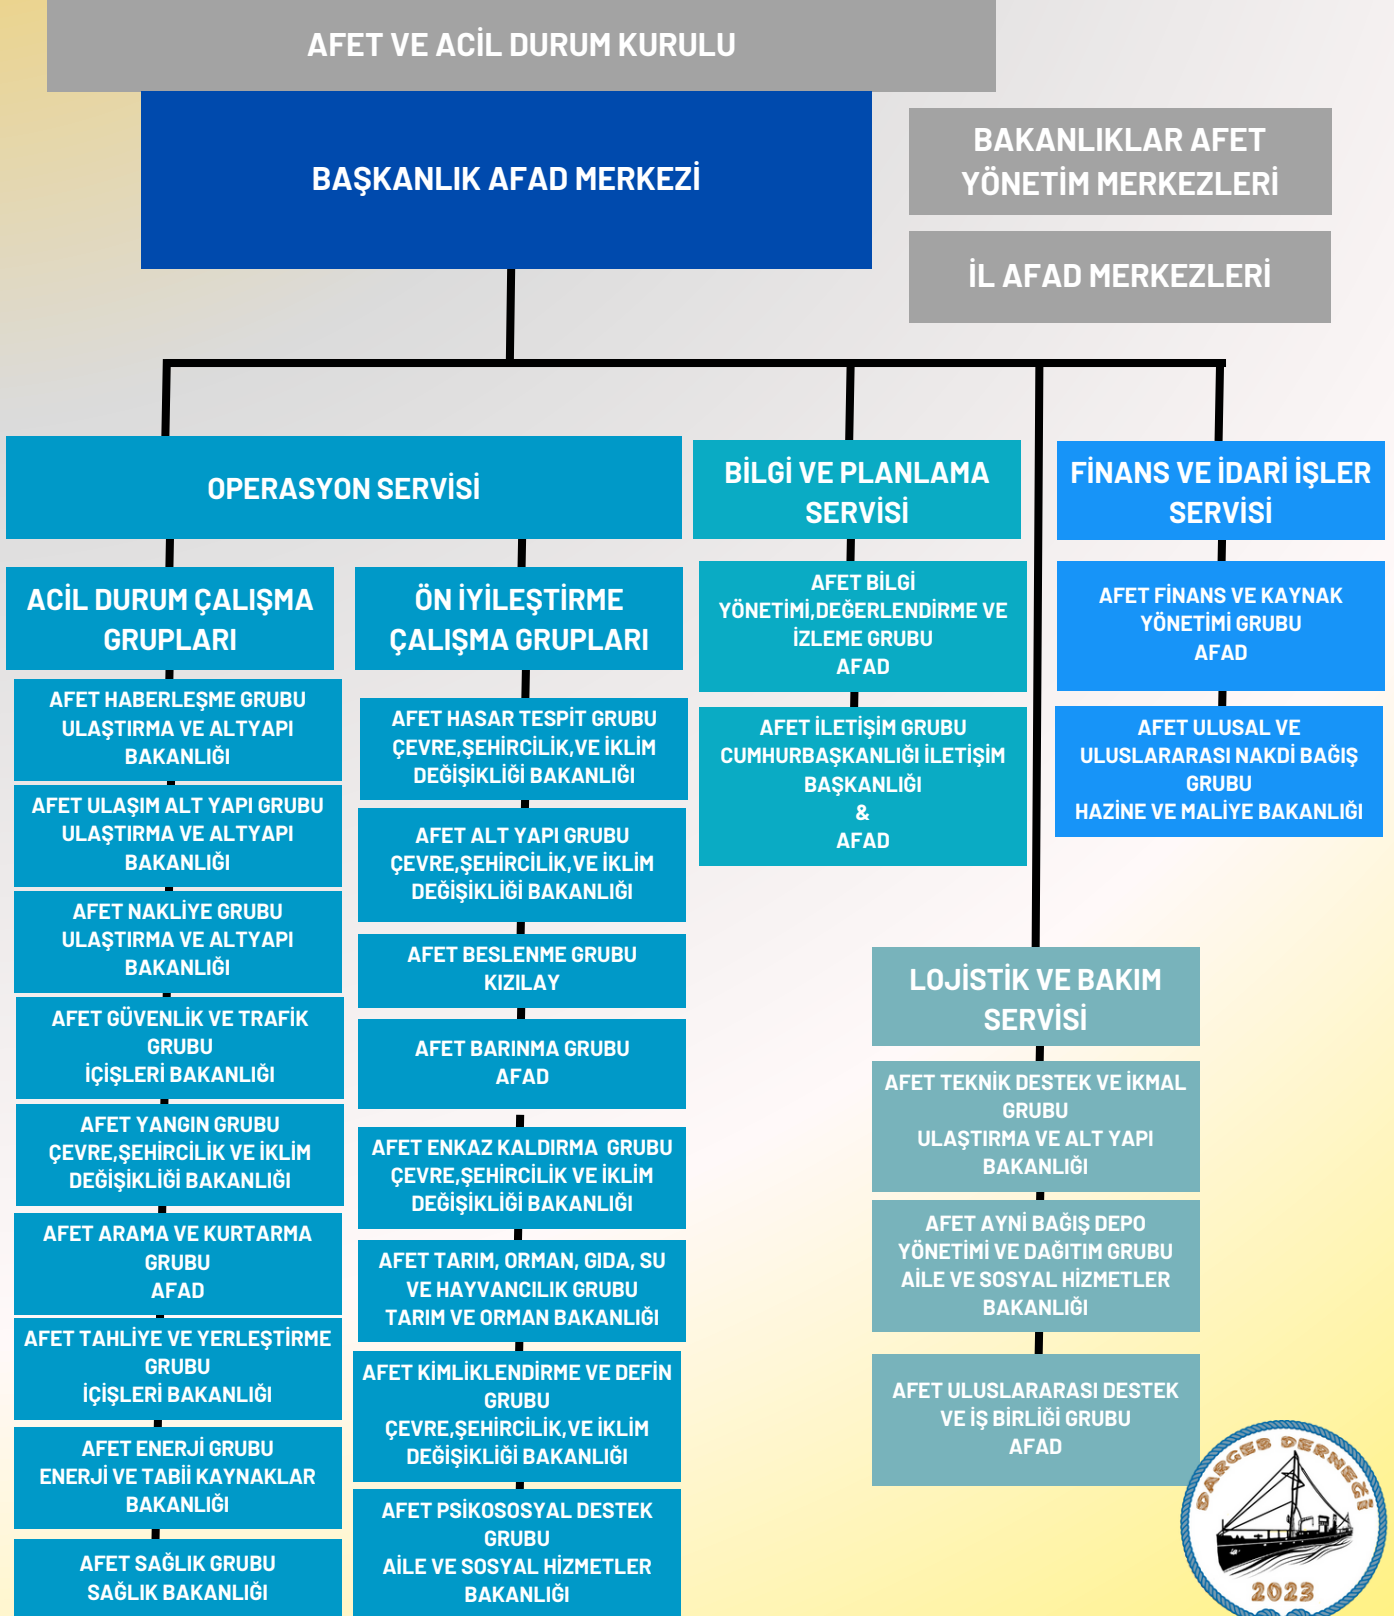 AFET VE ACİL DURUM KURULU
BAŞKANLIK AFAD MERKEZİ
BAKANLIKLAR AFET
YÖNETİM MERKEZLERİ
İL AFAD MERKEZLERİ
OPERASYON SERVİSİ
ACİL DURUM ÇALIŞMA
GRUPLARI
AFET HABERLEŞME GRUBU
ULAŞTIRMA VE ALTYAPI
BAKANLIĞI
AFET ULAŞIM ALT YAPI GRUBU
ULAŞTIRMA VE ALTYAPI
BAKANLIĞI
AFET NAKLİYE GRUBU
ULAŞTIRMA VE ALTYAPI
BAKANLIĞI
AFET GÜVENLİK VE TRAFİK
GRUBU
İÇİŞLERİ BAKANLIĞI
AFET YANGIN GRUBU
ÇEVRE,ŞEHİRCİLİK VE İKLİM
DEĞİŞİKLİĞİ BAKANLIĞI
AFET ARAMA VE KURTARMA
GRUBU
AFAD
AFET TAHLİYE VE YERLEŞTİRME
GRUBU
İÇİŞLERİ BAKANLIĞI
AFET ENERJİ GRUBU
ENERJİ VE TABİİ KAYNAKLAR
BAKANLIĞI
AFET SAĞLIK GRUBU
SAĞLIK BAKANLIĞI
ÖN İYİLEŞTİRME
ÇALIŞMA GRUPLARI
AFET HASAR TESPİT GRUBU
ÇEVRE,ŞEHİRCİLİK,VE İKLİM
DEĞİŞİKLİĞİ BAKANLIĞI
AFET ALT YAPI GRUBU
ÇEVRE,ŞEHİRCİLİK,VE İKLİM
DEĞİŞİKLİĞİ BAKANLIĞI
AFET BESLENME GRUBU
KIZILAY
AFET BARINMA GRUBU
AFAD
AFET ENKAZ KALDIRMA  GRUBU
ÇEVRE,ŞEHİRCİLİK VE İKLİM
DEĞİŞİKLİĞİ BAKANLIĞI
AFET TARIM, ORMAN, GIDA, SU
VE HAYVANCILIK GRUBU
TARIM VE ORMAN BAKANLIĞI
AFET KİMLİKLENDİRME VE DEFİN
GRUBU
ÇEVRE,ŞEHİRCİLİK,VE İKLİM
DEĞİŞİKLİĞİ BAKANLIĞI
AFET PSİKOSOSYAL DESTEK
GRUBU
AİLE VE SOSYAL HİZMETLER
BAKANLIĞI
BİLGİ VE PLANLAMA
SERVİSİ
AFET BİLGİ
YÖNETİMİ,DEĞERLENDİRME VE
İZLEME GRUBU
AFAD
AFET İLETİŞİM GRUBU
CUMHURBAŞKANLIĞI İLETİŞİM
BAŞKANLIĞI
&
AFAD
FİNANS VE İDARİ İŞLER
SERVİSİ
AFET FİNANS VE KAYNAK
YÖNETİMİ GRUBU
AFAD
AFET ULUSAL VE
ULUSLARARASI NAKDİ BAĞIŞ
GRUBU
HAZİNE VE MALİYE BAKANLIĞI
LOJİSTİK VE BAKIM
SERVİSİ
AFET TEKNİK DESTEK VE İKMAL
GRUBU
ULAŞTIRMA VE ALT YAPI
BAKANLIĞI
AFET AYNİ BAĞIŞ DEPO
YÖNETİMİ VE DAĞITIM GRUBU
AİLE VE SOSYAL HİZMETLER
BAKANLIĞI
AFET ULUSLARARASI DESTEK
VE İŞ BİRLİĞİ GRUBU
AFAD
DARGEB DERNEĞİ
2023